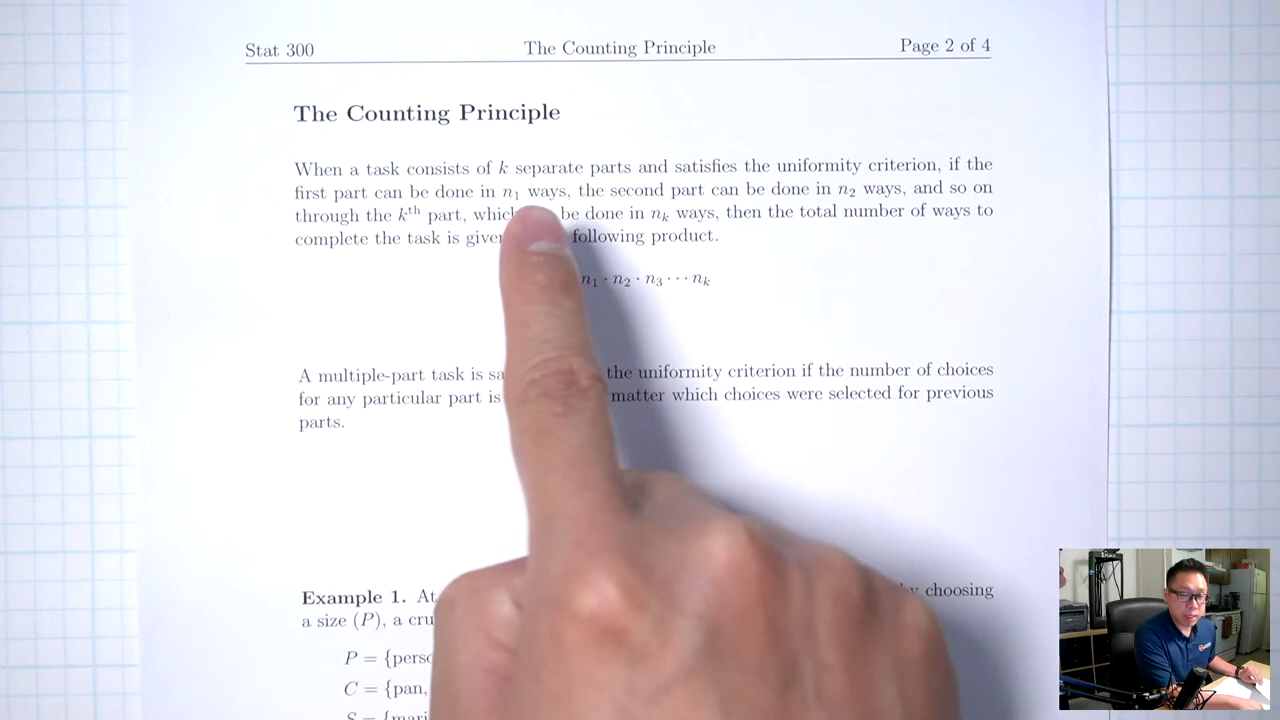 Stat 300 The Counting Principle Page 2 of 4
The Counting Principle
When a task consists of k separate parts and satisfies the uniformity criterion, if the
first part can be done in n₁ ways, the second part can be done in n₂ ways, and so on
through the kᵗʰ part, which be done in nₖ ways, then the total number of ways to
complete the task is given following product.
n₁ · n₂ · n₃ · · · nₖ
A multiple-part task is the uniformity criterion if the number of choices
for any particular part is matter which choices were selected for previous
parts.
Example 1. At choosing
a size (P), a
P = {
C = {pan,
S = {